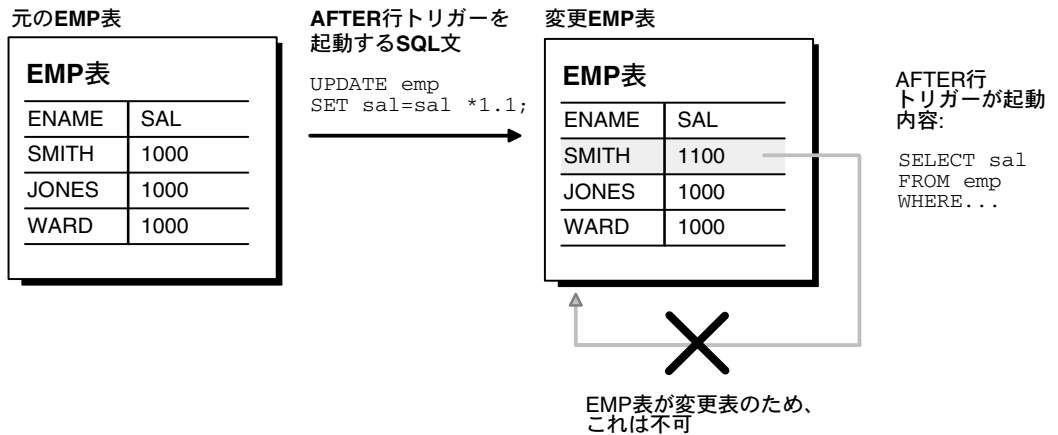 元のEMP表
EMP表
ENAME SAL
SMITH 1000
JONES 1000
WARD 1000
AFTER行トリガーを
起動するSQL文
UPDATE emp
SET sal=sal *1.1;
変更EMP表
EMP表
ENAME SAL
SMITH 1100
JONES 1000
WARD 1000
AFTER行
トリガーが起動
内容:
SELECT sal
FROM emp
WHERE...
EMP表が変更表のため、
これは不可